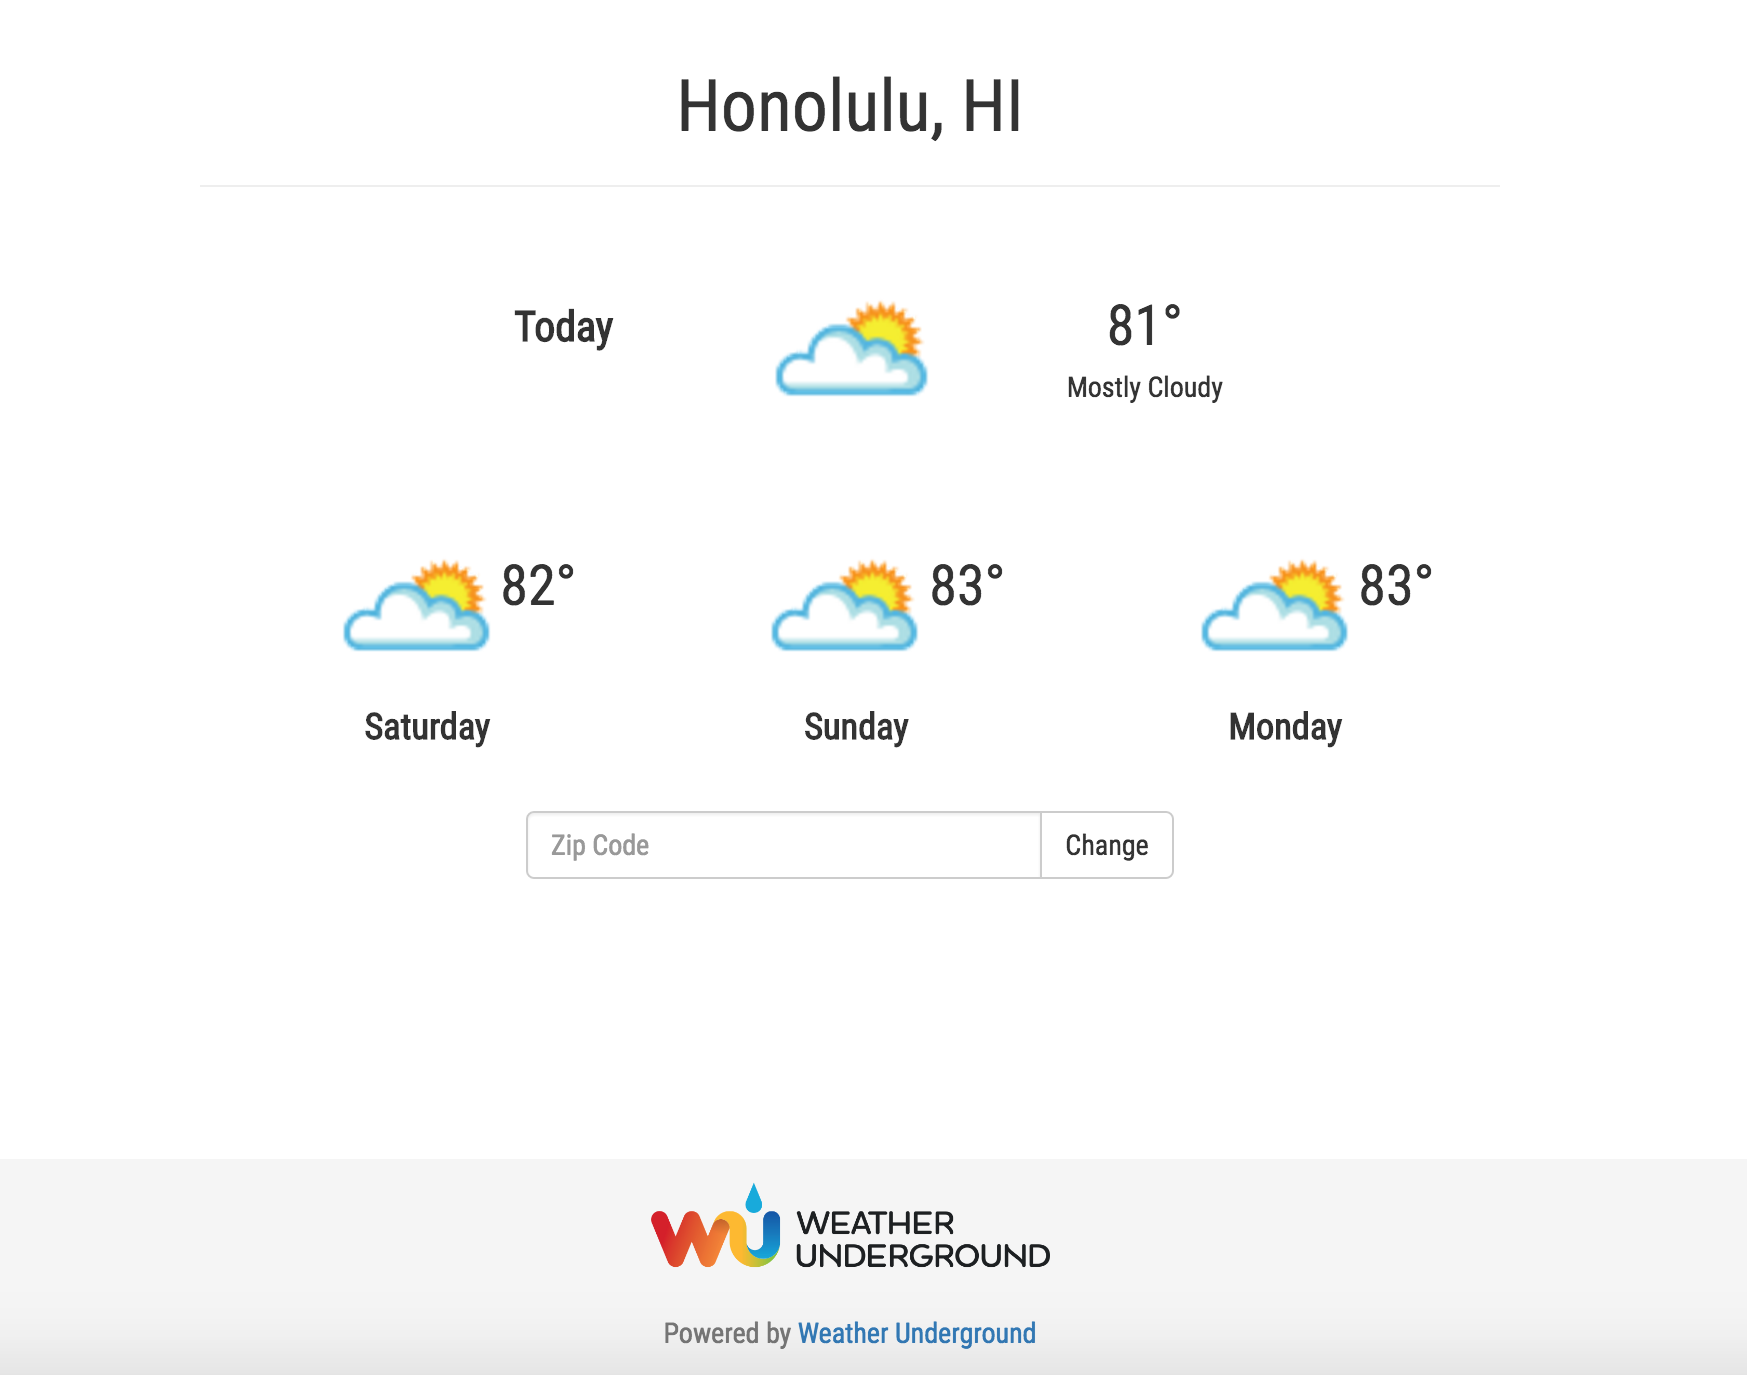 Honolulu, HI
Today
81°
Mostly Cloudy
82°
83°
83°
Saturday
Sunday
Monday
Zip Code
Change
WU WEATHER
UNDERGROUND
Powered by Weather Underground